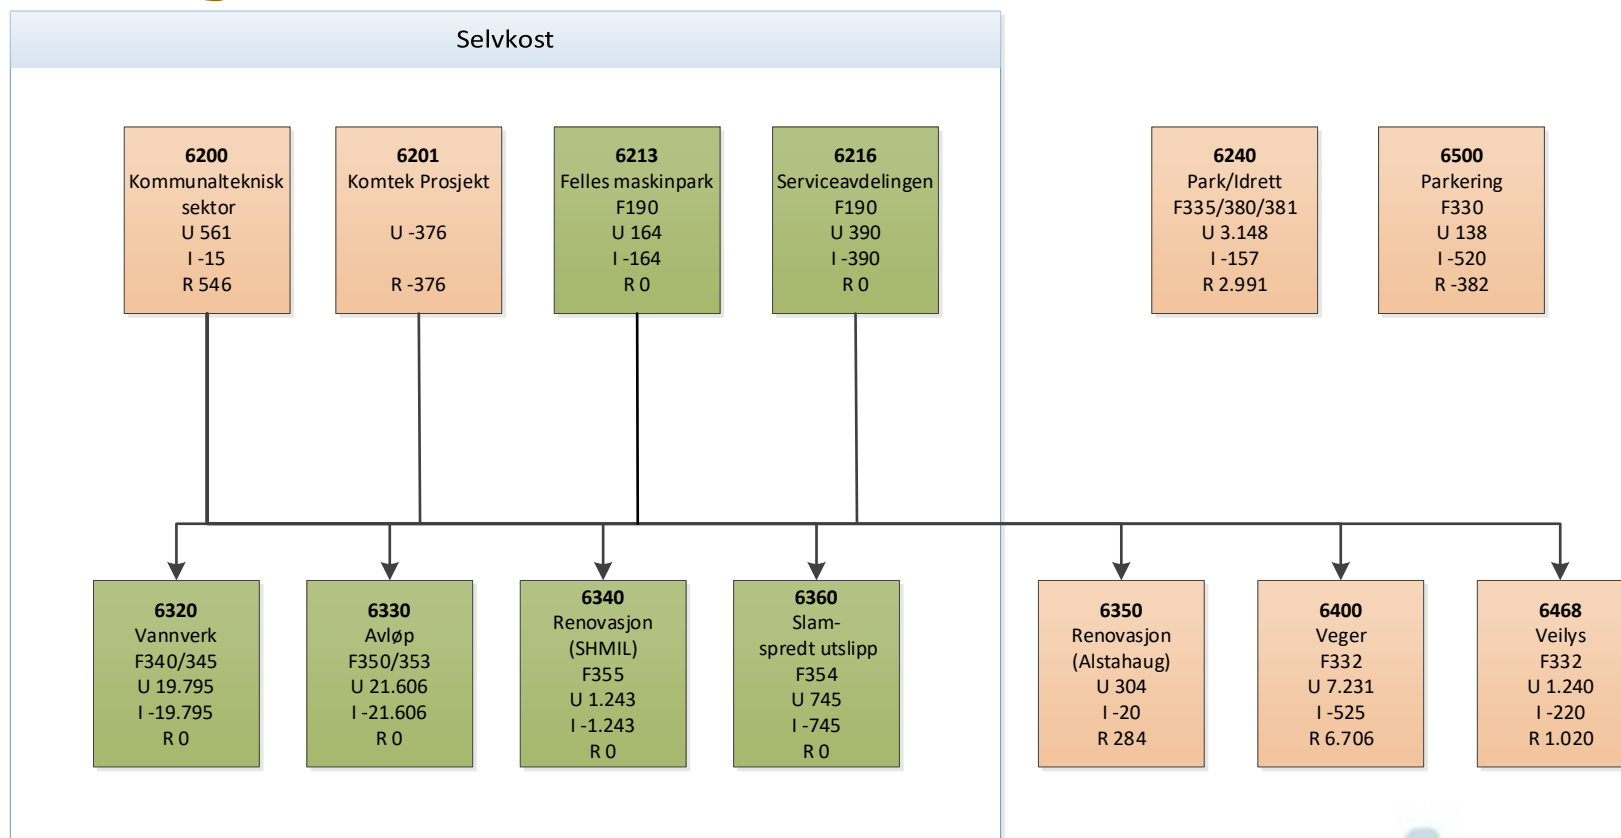 Selvkost
6200
Kommunalteknisk
sektor
U 561
I -15
R 546
6201
Komtek Prosjekt
U -376
R -376
6213
Felles maskinpark
F190
U 164
I -164
R 0
6216
Serviceavdelingen
F190
U 390
I -390
R 0
6240
Park/Idrett
F335/380/381
U 3.148
I -157
R 2.991
6500
Parkering
F330
U 138
I -520
R -382
6320
Vannverk
F340/345
U 19.795
I -19.795
R 0
6330
Avløp
F350/353
U 21.606
I -21.606
R 0
6340
Renovasjon
(SHMIL)
F355
U 1.243
I -1.243
R 0
6360
Slam-
spredt utslipp
F354
U 745
I -745
R 0
6350
Renovasjon
(Alstahaug)
U 304
I -20
R 284
6400
Veger
F332
U 7.231
I -525
R 6.706
6468
Veilys
F332
U 1.240
I -220
R 1.020